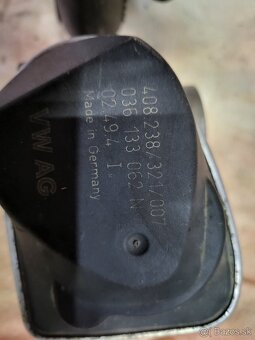 408 238/321/007
036 133 062 N
02494 I
Made in Germany
VW AG
bazos.sk